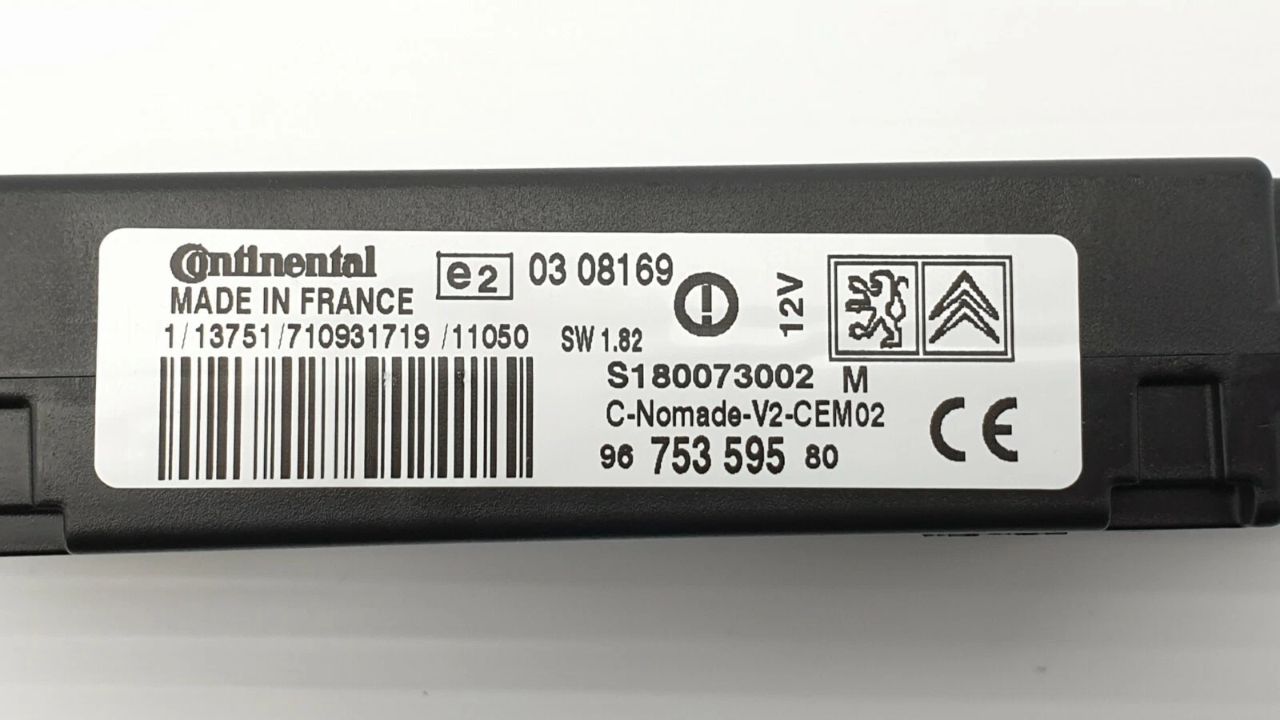 Continental
MADE IN FRANCE
e2 03 08169
1/13751/710931719 /11050
SW 1.82
12V
S180073002 M
C-Nomade-V2-CEM02
96 753 595 80
CE